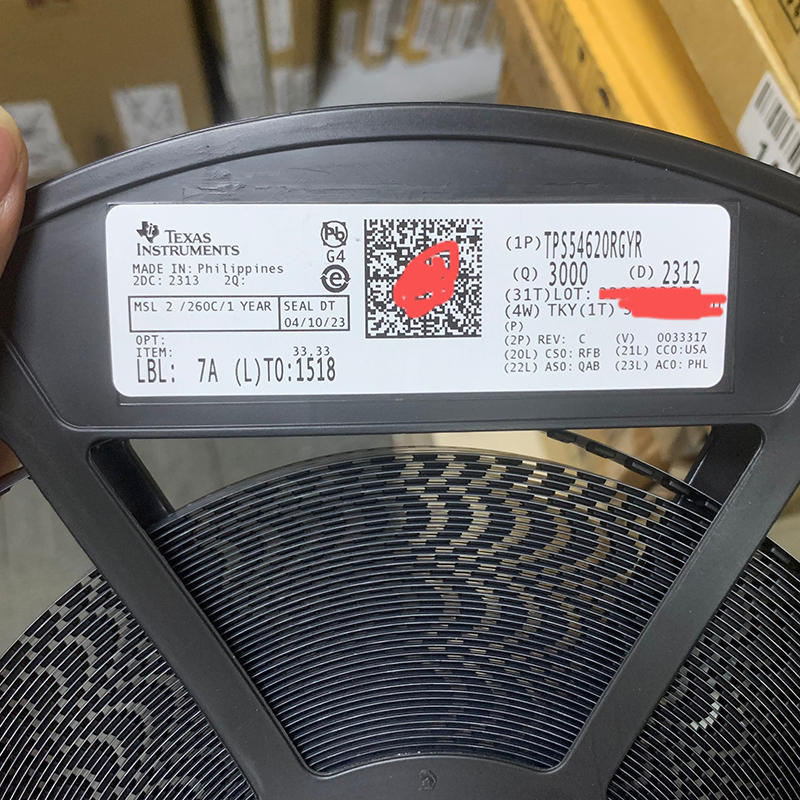 TEXAS
INSTRUMENTS
MADE IN: Philippines
2DC: 2313 2Q:
Pb
G4
e
MSL 2 /260C/1 YEAR
SEAL DT
04/10/23
OPT:
ITEM: 33.33
LBL: 7A (L)TO:1518
(1P)TPS54620RGYR
(Q) 3000 (D) 2312
(31T)LOT:
(4W) TKY(1T)
(P)
(2P) REV: C (V) 0033317
(20L) CSO:RFB (21L) CCO:USA
(22L) ASO:QAB (23L) ACO:PHL